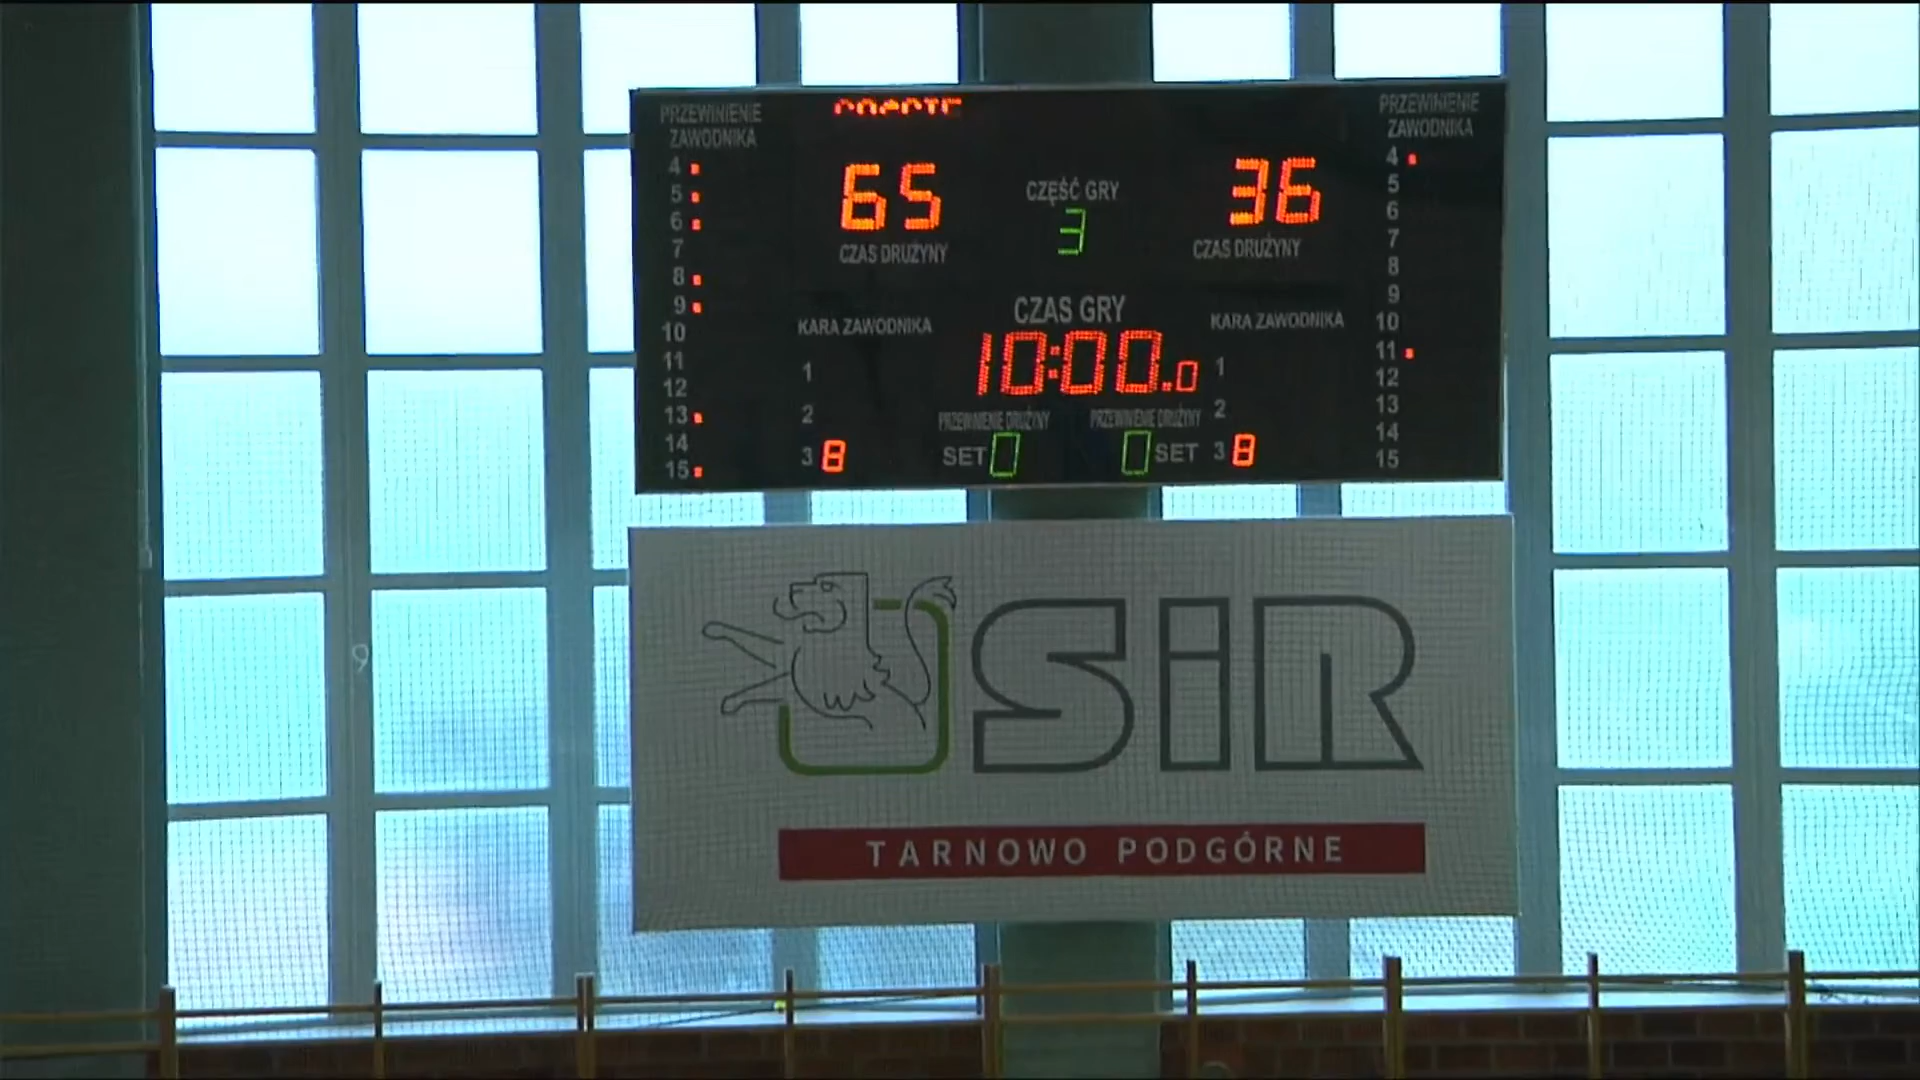 PRZEWINIENIE
ZAWODNIKA
4
5
6
7
8
9
10
11
12
13
14
15
65
CZAS DRUŻYNY
CZĘŚĆ GRY
3
36
CZAS DRUŻYNY
CZAS GRY
10:00.0
KARA ZAWODNIKA
1
2
3 8
PRZEWINIENIE DRUŻYNY
SET 0
PRZEWINIENIE DRUŻYNY
0 SET
KARA ZAWODNIKA
1
2
3 8
PRZEWINIENIE
ZAWODNIKA
4
5
6
7
8
9
10
11
12
13
14
15
OSiR
TARNOWO PODGÓRNE
9